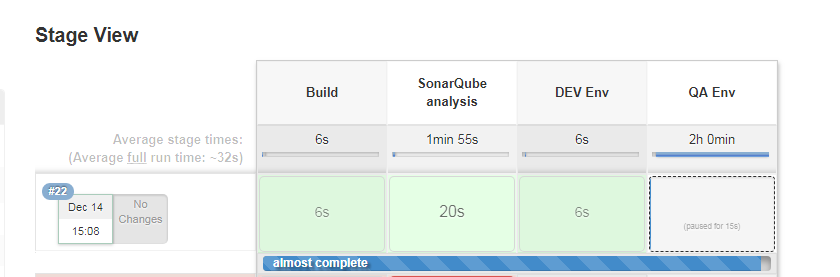 Stage View
Build
SonarQube
analysis
DEV Env
QA Env
Average stage times:
6s
1min 55s
6s
2h 0min
(Average full run time: ~32s)
#22
Dec 14
No
Changes
15:08
6s
20s
6s
(paused for 15s)
almost complete